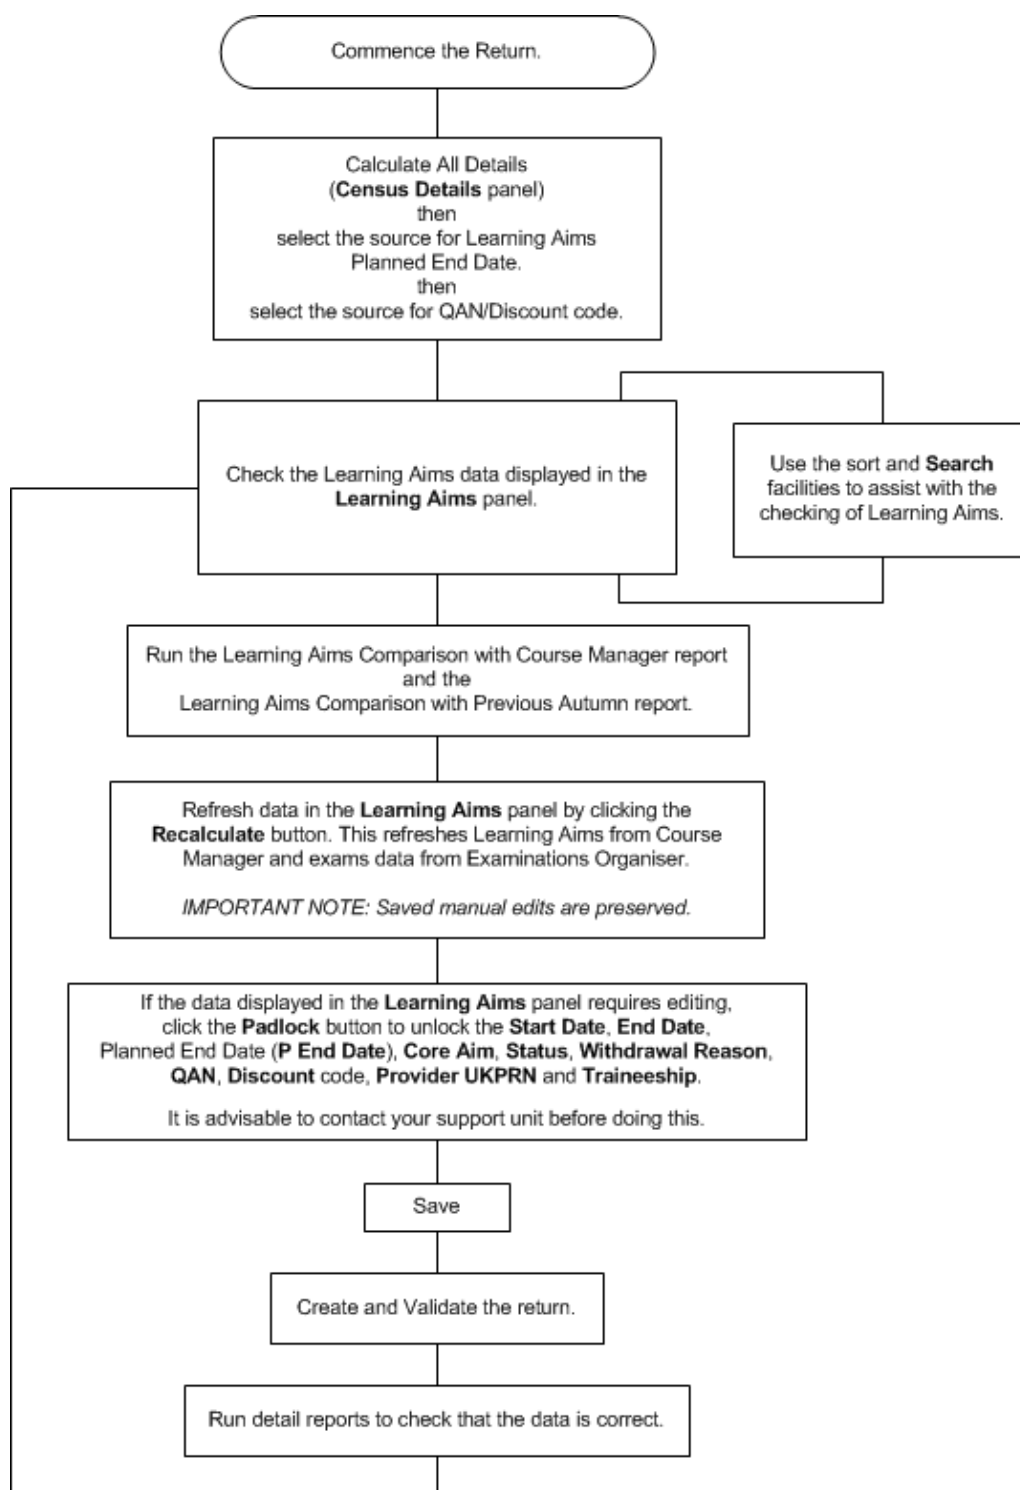 Commence the Return.
Calculate All Details
(Census Details panel)
then
select the source for Learning Aims
Planned End Date.
then
select the source for QAN/Discount code.
Check the Learning Aims data displayed in the
Learning Aims panel.
Use the sort and Search
facilities to assist with the
checking of Learning Aims.
Run the Learning Aims Comparison with Course Manager report
and the
Learning Aims Comparison with Previous Autumn report.
Refresh data in the Learning Aims panel by clicking the
Recalculate button. This refreshes Learning Aims from Course
Manager and exams data from Examinations Organiser.
IMPORTANT NOTE: Saved manual edits are preserved.
If the data displayed in the Learning Aims panel requires editing,
click the Padlock button to unlock the Start Date, End Date,
Planned End Date (P End Date), Core Aim, Status, Withdrawal Reason,
QAN, Discount code, Provider UKPRN and Traineeship.
It is advisable to contact your support unit before doing this.
Save
Create and Validate the return.
Run detail reports to check that the data is correct.